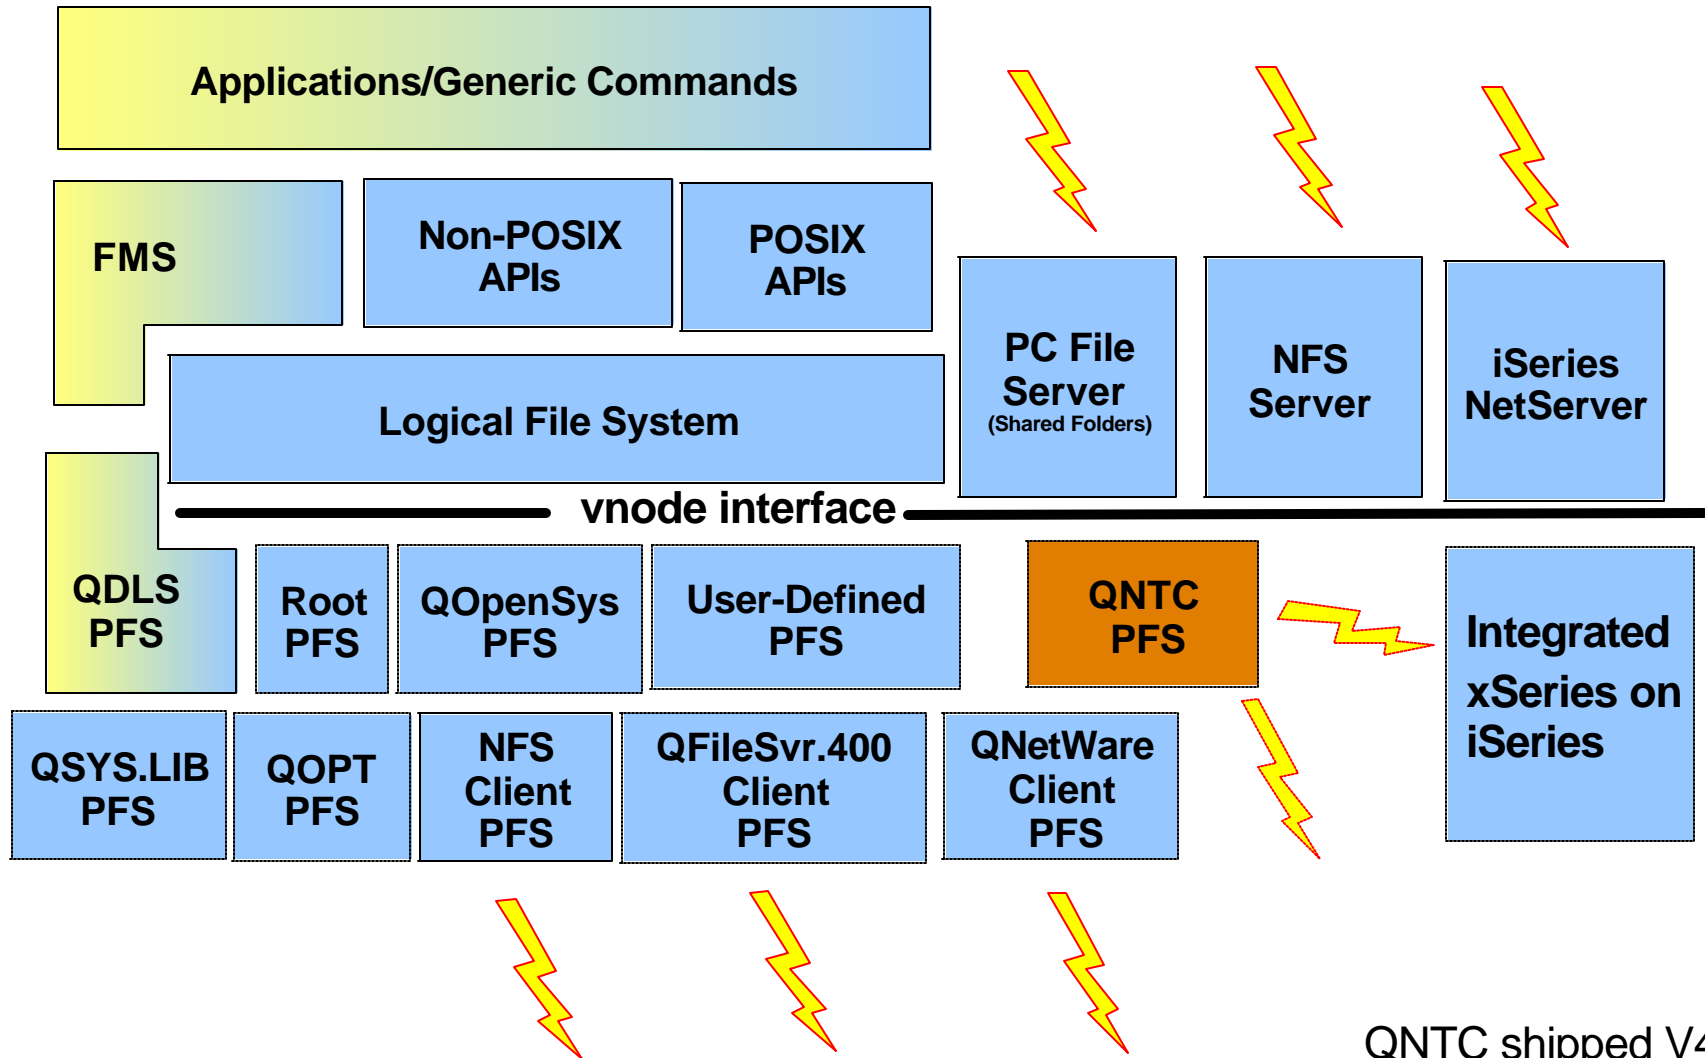 Applications/Generic Commands
FMS
Non-POSIX
APIs
POSIX
APIs
PC File
Server
(Shared Folders)
NFS
Server
iSeries
NetServer
Logical File System
vnode interface
QDLS
PFS
Root
PFS
QOpenSys
PFS
User-Defined
PFS
QNTC
PFS
Integrated
xSeries on
iSeries
QSYS.LIB
PFS
QOPT
PFS
NFS
Client
PFS
QFileSvr.400
Client
PFS
QNetWare
Client
PFS
QNTC shipped V4